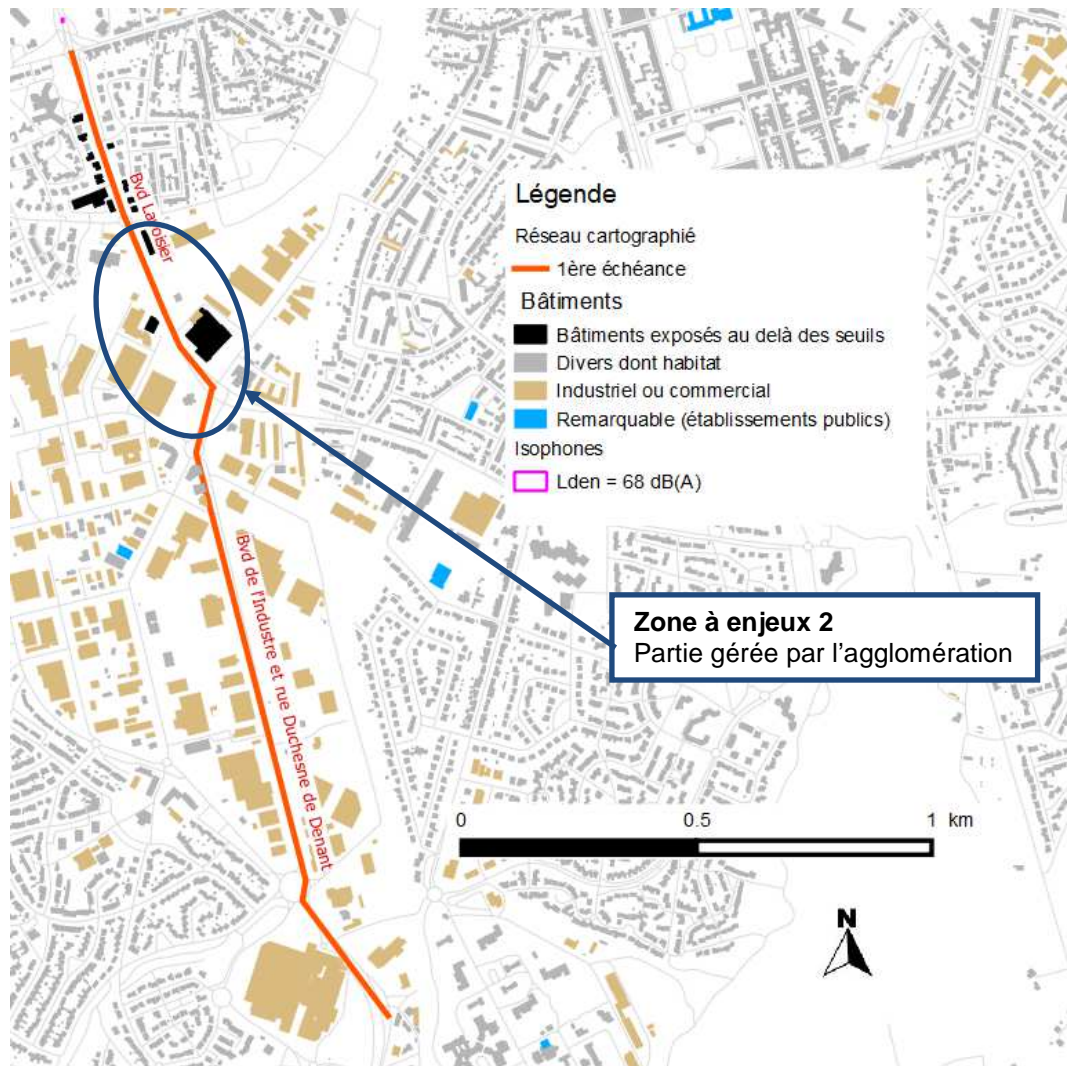 Bvd Lavoisier
Légende
Réseau cartographié
1ère échéance
Bâtiments
Bâtiments exposés au delà des seuils
Divers dont habitat
Industriel ou commercial
Remarquable (établissements publics)
Isophones
Lden = 68 dB(A)
Bvd de l'Industre et rue Duchesne de Denant
Zone à enjeux 2
Partie gérée par l'agglomération
0 0.5 1 km
N